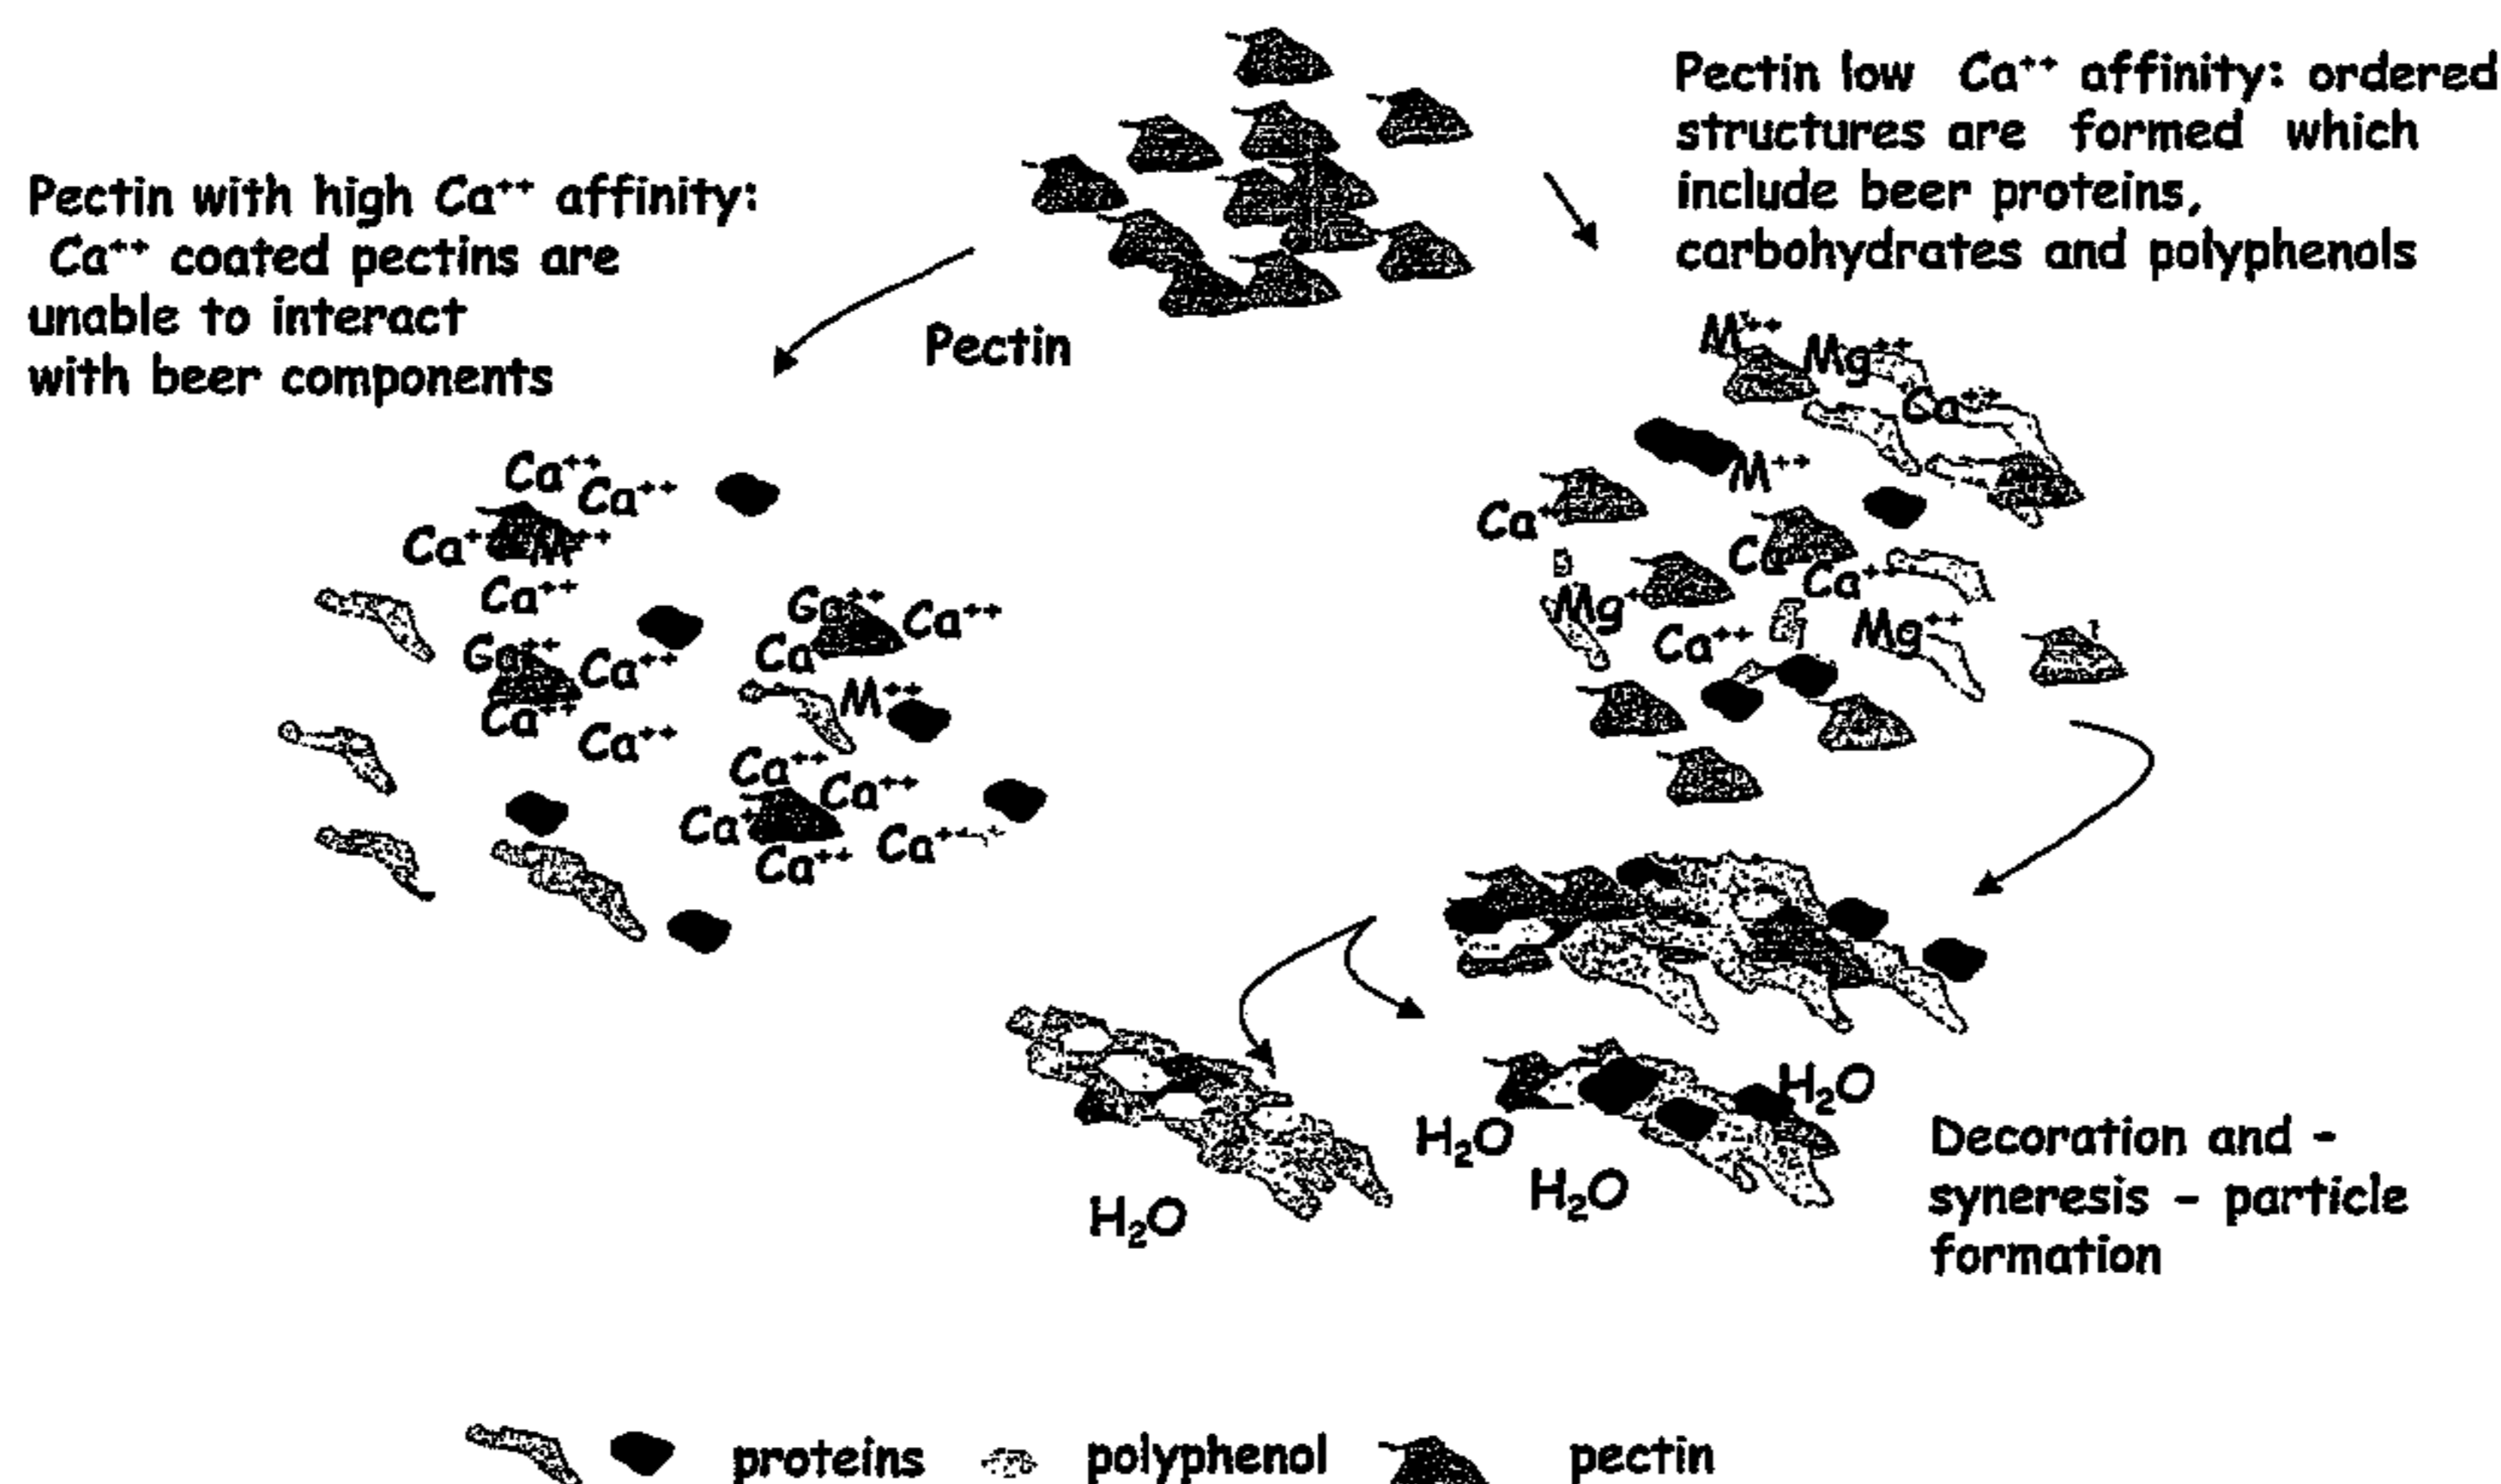 Pectin low Ca++ affinity: ordered
structures are formed which
include beer proteins,
carbohydrates and polyphenols
Pectin with high Ca++ affinity:
Ca++ coated pectins are
unable to interact
with beer components
Pectin
M++
Mg++
Ca++
M++
Ca
Mg
Ca++
Ca++
Mg++
Ca++
Ca++
Ca+
Ca++
Ca++
Ca
Ca++
Ca++
Ca++
M++
Ca++
Ca++
Ca+
Ca++
Ca++
H2O
H2O
H2O
H2O
Decoration and -
syneresis - particle
formation
proteins
polyphenol
pectin